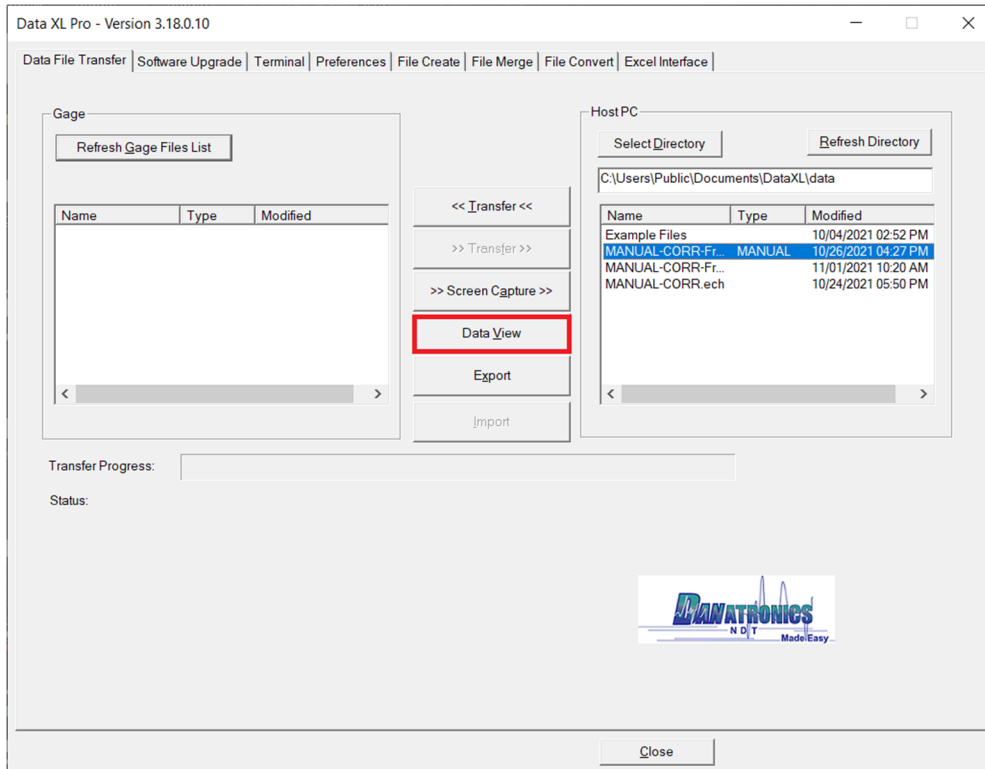 Data XL Pro - Version 3.18.0.10
Data File Transfer Software Upgrade Terminal Preferences File Create File Merge File Convert Excel Interface
Gage
Refresh Gage Files List
Name Type Modified
<< Transfer <<
>> Transfer >>
>> Screen Capture >>
Data View
Export
Import
Host PC
Select Directory Refresh Directory
C:\Users\Public\Documents\DataXL\data
Name Type Modified
Example Files 10/04/2021 02:52 PM
MANUAL-CORR-Fr... MANUAL 10/26/2021 04:27 PM
MANUAL-CORR-Fr... 11/01/2021 10:20 AM
MANUAL-CORR.ech 10/24/2021 05:50 PM
Transfer Progress:
Status:
DANATRONICS
NDT
Made Easy
Close